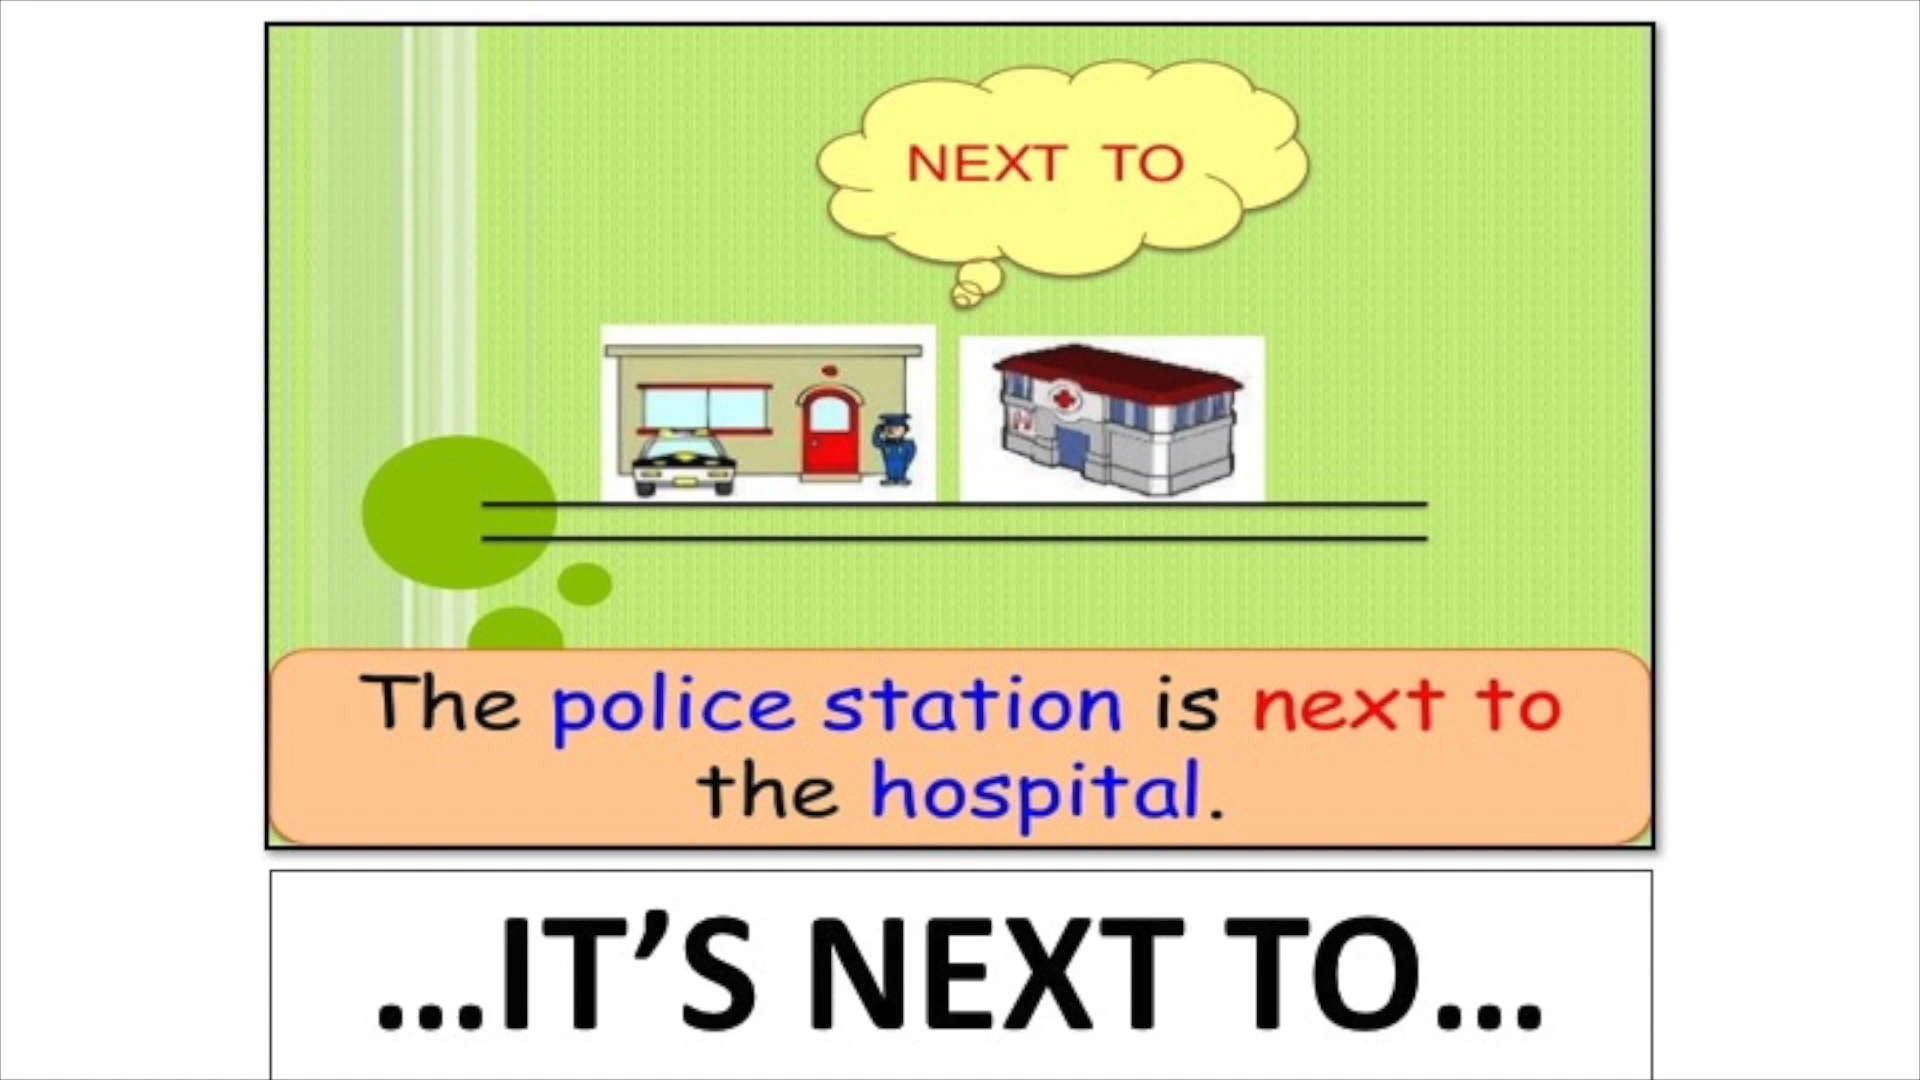 NEXT TO
The police station is next to
the hospital.
...IT’S NEXT TO...